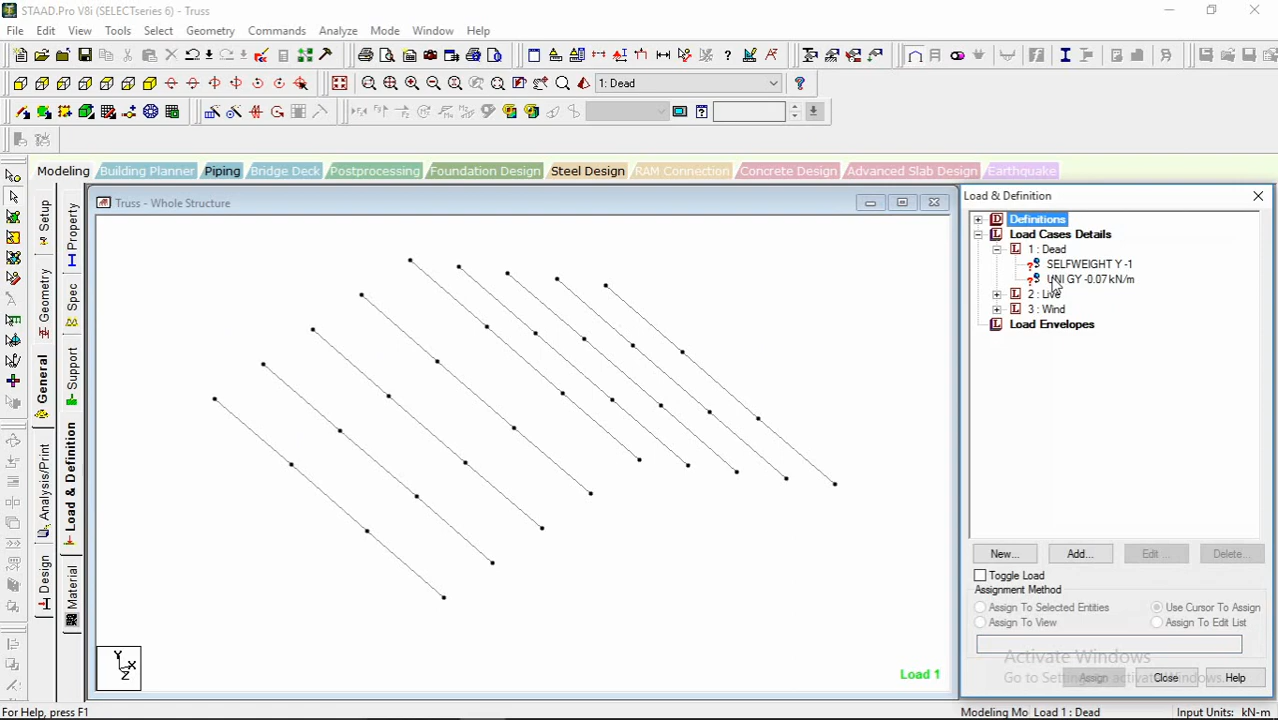 STAAD.Pro V8i (SELECTseries 6) - Truss
File Edit View Tools Select Geometry Commands Analyze Mode Window Help
1: Dead
Modeling Building Planner Piping Bridge Deck Postprocessing Foundation Design Steel Design RAM Connection Concrete Design Advanced Slab Design Earthquake
Setup
Geometry
General
Analysis/Print
Design
Property
Spec
Support
Load & Definition
Material
Truss - Whole Structure
Y
X
Z
Load 1
Load & Definition
Definitions
Load Cases Details
1 : Dead
SELFWEIGHT Y -1
UNI GY -0.07 kN/m
2 : Live
3 : Wind
Load Envelopes
New... Add... Edit ... Delete...
Toggle Load
Assignment Method
Assign To Selected Entities Use Cursor To Assign
Assign To View Assign To Edit List
Activate Windows
Go to Settings to activate Windows.
Assign Close Help
For Help, press F1
Modeling Mo Load 1 : Dead Input Units: kN-m